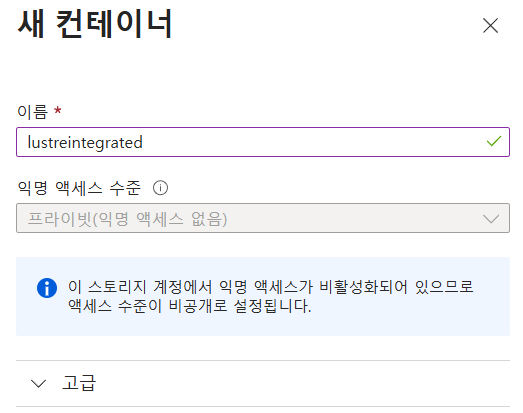 새 컨테이너
이름 *
lustreintegrated
익명 액세스 수준
프라이빗(익명 액세스 없음)
이 스토리지 계정에서 익명 액세스가 비활성화되어 있으므로
액세스 수준이 비공개로 설정됩니다.
고급